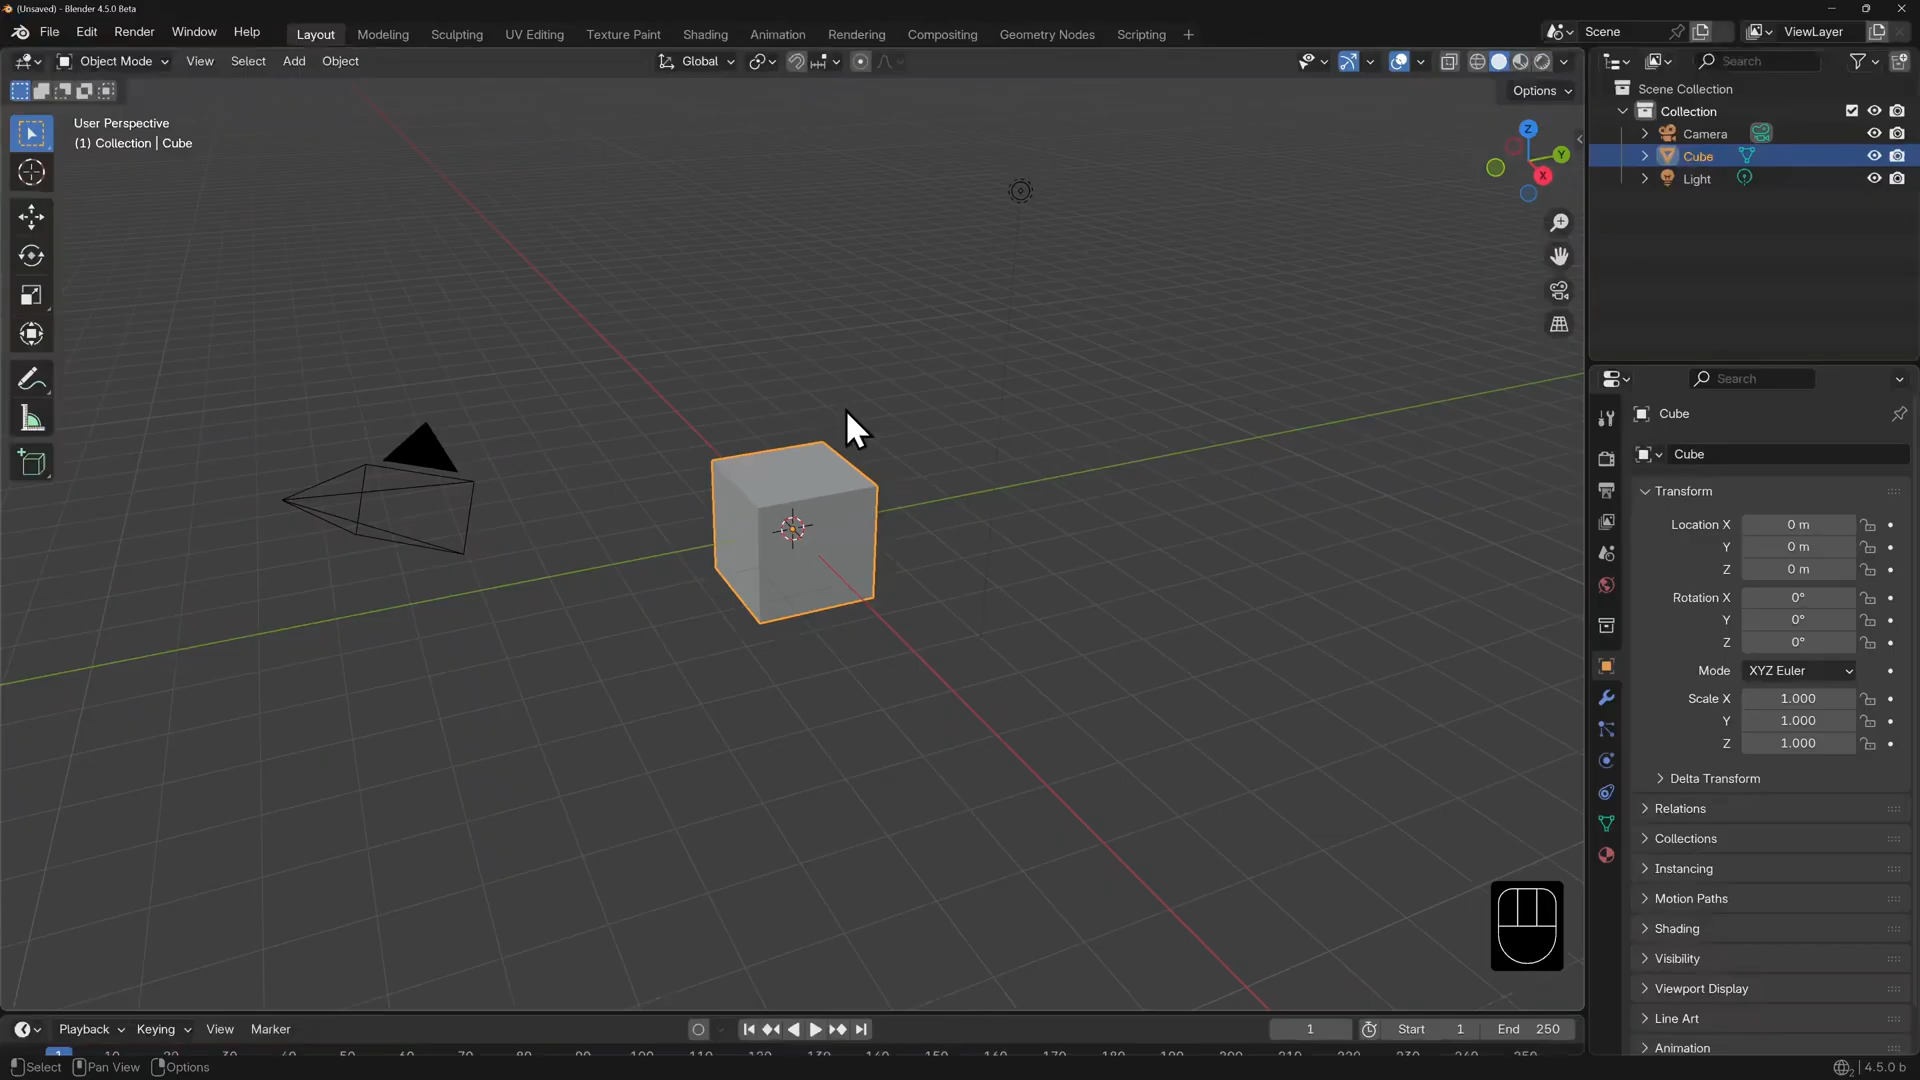 (Unsaved) - Blender 4.5.0 Beta
File Edit Render Window Help Layout Modeling Sculpting UV Editing Texture Paint Shading Animation Rendering Compositing Geometry Nodes Scripting + Scene ViewLayer
Object Mode View Select Add Object Global Search
Options
User Perspective
(1) Collection | Cube
Z
Y
X
Scene Collection
Collection
Camera
Cube
Light
Search
Cube
Cube
Transform
Location X 0 m
Y 0 m
Z 0 m
Rotation X 0°
Y 0°
Z 0°
Mode XYZ Euler
Scale X 1.000
Y 1.000
Z 1.000
Delta Transform
Relations
Collections
Instancing
Motion Paths
Shading
Visibility
Viewport Display
Line Art
Animation
Playback Keying View Marker 1 Start 1 End 250
1
Select Pan View Options 4.5.0 b